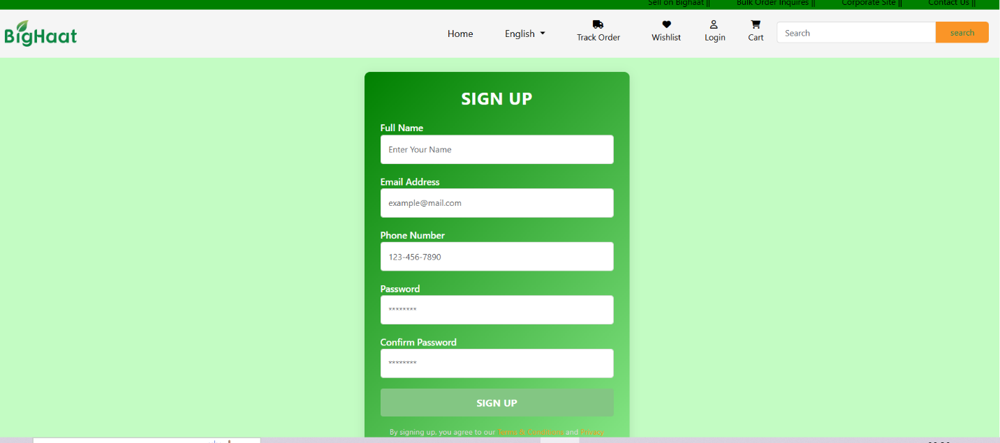 Sell on Bighaat || Bulk Order Inquires || Corporate Site || Contact Us ||
BigHaat
Home English Track Order Wishlist Login Cart Search search
SIGN UP
Full Name
Enter Your Name
Email Address
example@mail.com
Phone Number
123-456-7890
Password
********
Confirm Password
********
SIGN UP
By signing up, you agree to our Terms & Conditions and Privacy